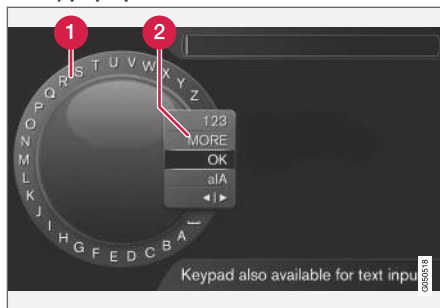 1
2
A B C D E F G H I J K L M N O P Q R S T U V W X Y Z
123
MORE
OK
a|A
◄|►
Keypad also available for text inpu
G050518